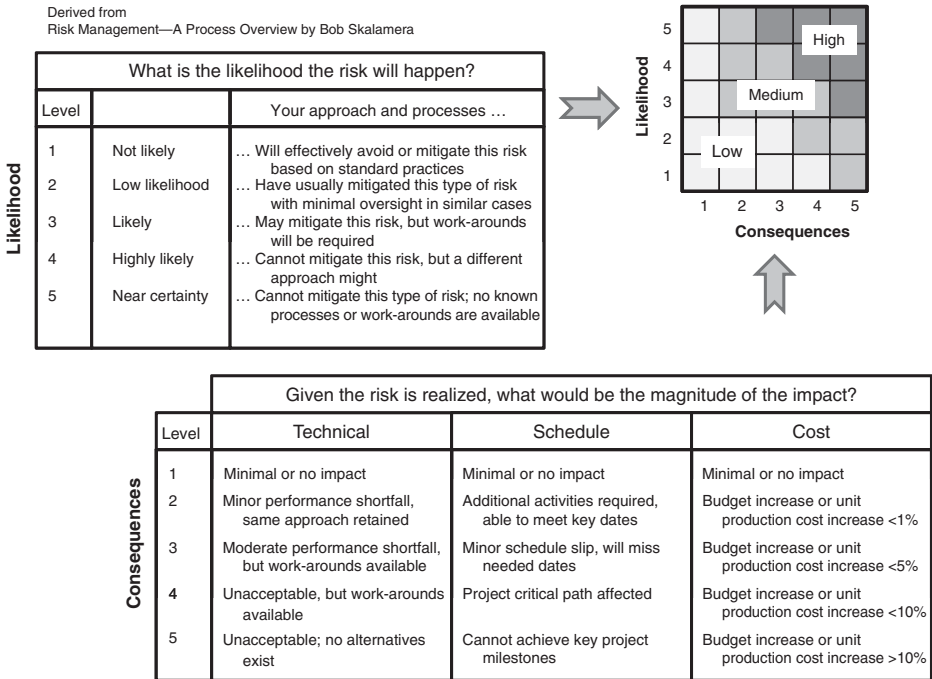 Derived from
Risk Management—A Process Overview by Bob Skalamera
What is the likelihood the risk will happen?
Level
Your approach and processes …
Likelihood
1 Not likely … Will effectively avoid or mitigate this risk
based on standard practices
2 Low likelihood … Have usually mitigated this type of risk
with minimal oversight in similar cases
3 Likely … May mitigate this risk, but work-arounds
will be required
4 Highly likely … Cannot mitigate this risk, but a different
approach might
5 Near certainty … Cannot mitigate this type of risk; no known
processes or work-arounds are available
Likelihood
5
High
4
3
Medium
2
Low
1
1 2 3 4 5
Consequences
Given the risk is realized, what would be the magnitude of the impact?
Level Technical Schedule Cost
Consequences
1 Minimal or no impact Minimal or no impact Minimal or no impact
2 Minor performance shortfall, Additional activities required, Budget increase or unit
same approach retained able to meet key dates production cost increase <1%
3 Moderate performance shortfall, Minor schedule slip, will miss Budget increase or unit
but work-arounds available needed dates production cost increase <5%
4 Unacceptable, but work-arounds Project critical path affected Budget increase or unit
available production cost increase <10%
5 Unacceptable; no alternatives Cannot achieve key project Budget increase or unit
exist milestones production cost increase >10%